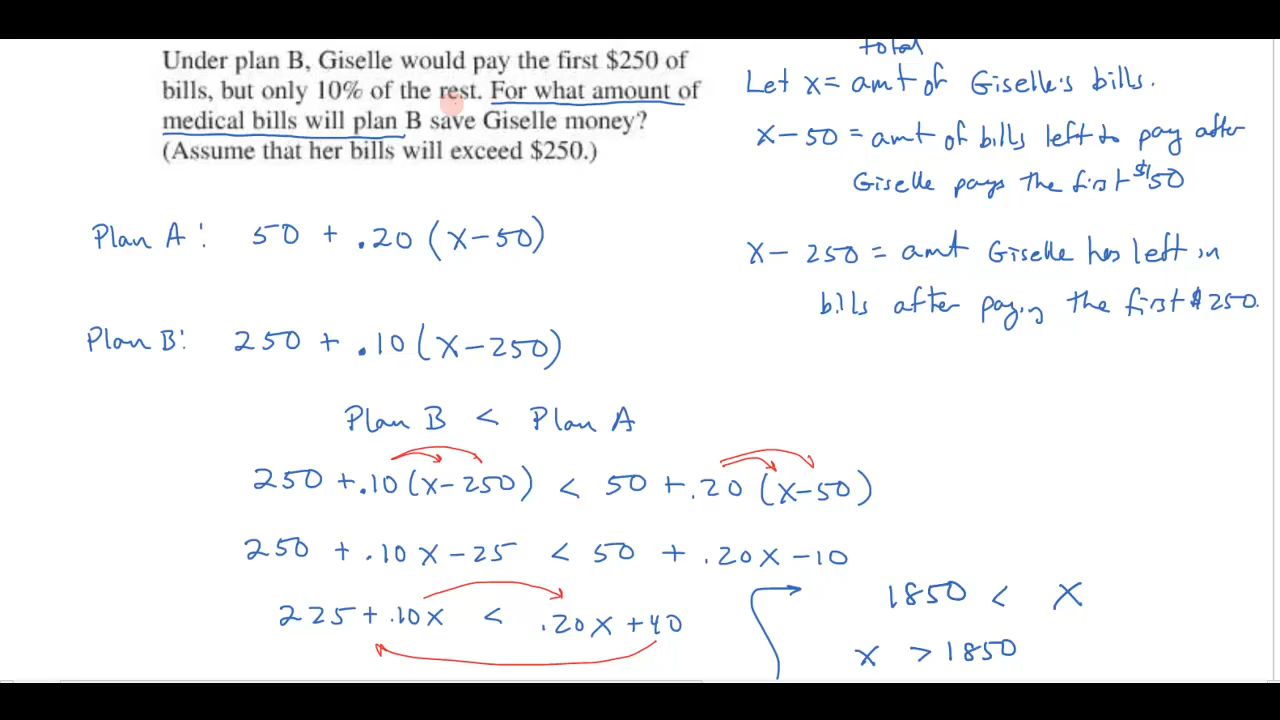 Under plan B, Giselle would pay the first $250 of
bills, but only 10% of the rest. For what amount of
medical bills will plan B save Giselle money?
(Assume that her bills will exceed $250.)
total
Let x = amt of Giselle's bills.
x - 50 = amt of bills left to pay after
Giselle pays the first $50
x - 250 = amt Giselle has left in
bills after paying the first $250.
Plan A: 50 + .20 (x-50)
Plan B: 250 + .10 (x-250)
Plan B < Plan A
250 + .10 (x-250) < 50 + .20 (x-50)
250 + .10 x - 25 < 50 + .20x - 10
225 + .10x < .20x + 40
1850 < x
x > 1850